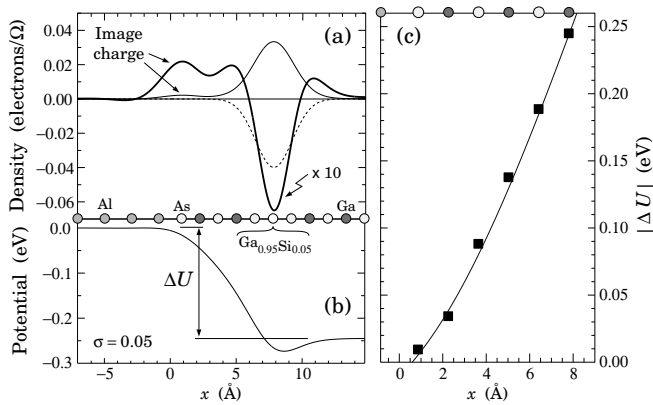 0.04
0.02
0.00
−0.02
−0.04
−0.06
Density (electrons/Ω)
Image
charge
(a)
x 10
Al
As
Ga
Ga0.95Si0.05
0.0
-0.1
-0.2
-0.3
Potential (eV)
ΔU
(b)
σ = 0.05
-5
0
5
10
x (Å)
(c)
0.25
0.20
0.15
0.10
0.05
0.00
|ΔU| (eV)
0
2
4
6
8
x (Å)